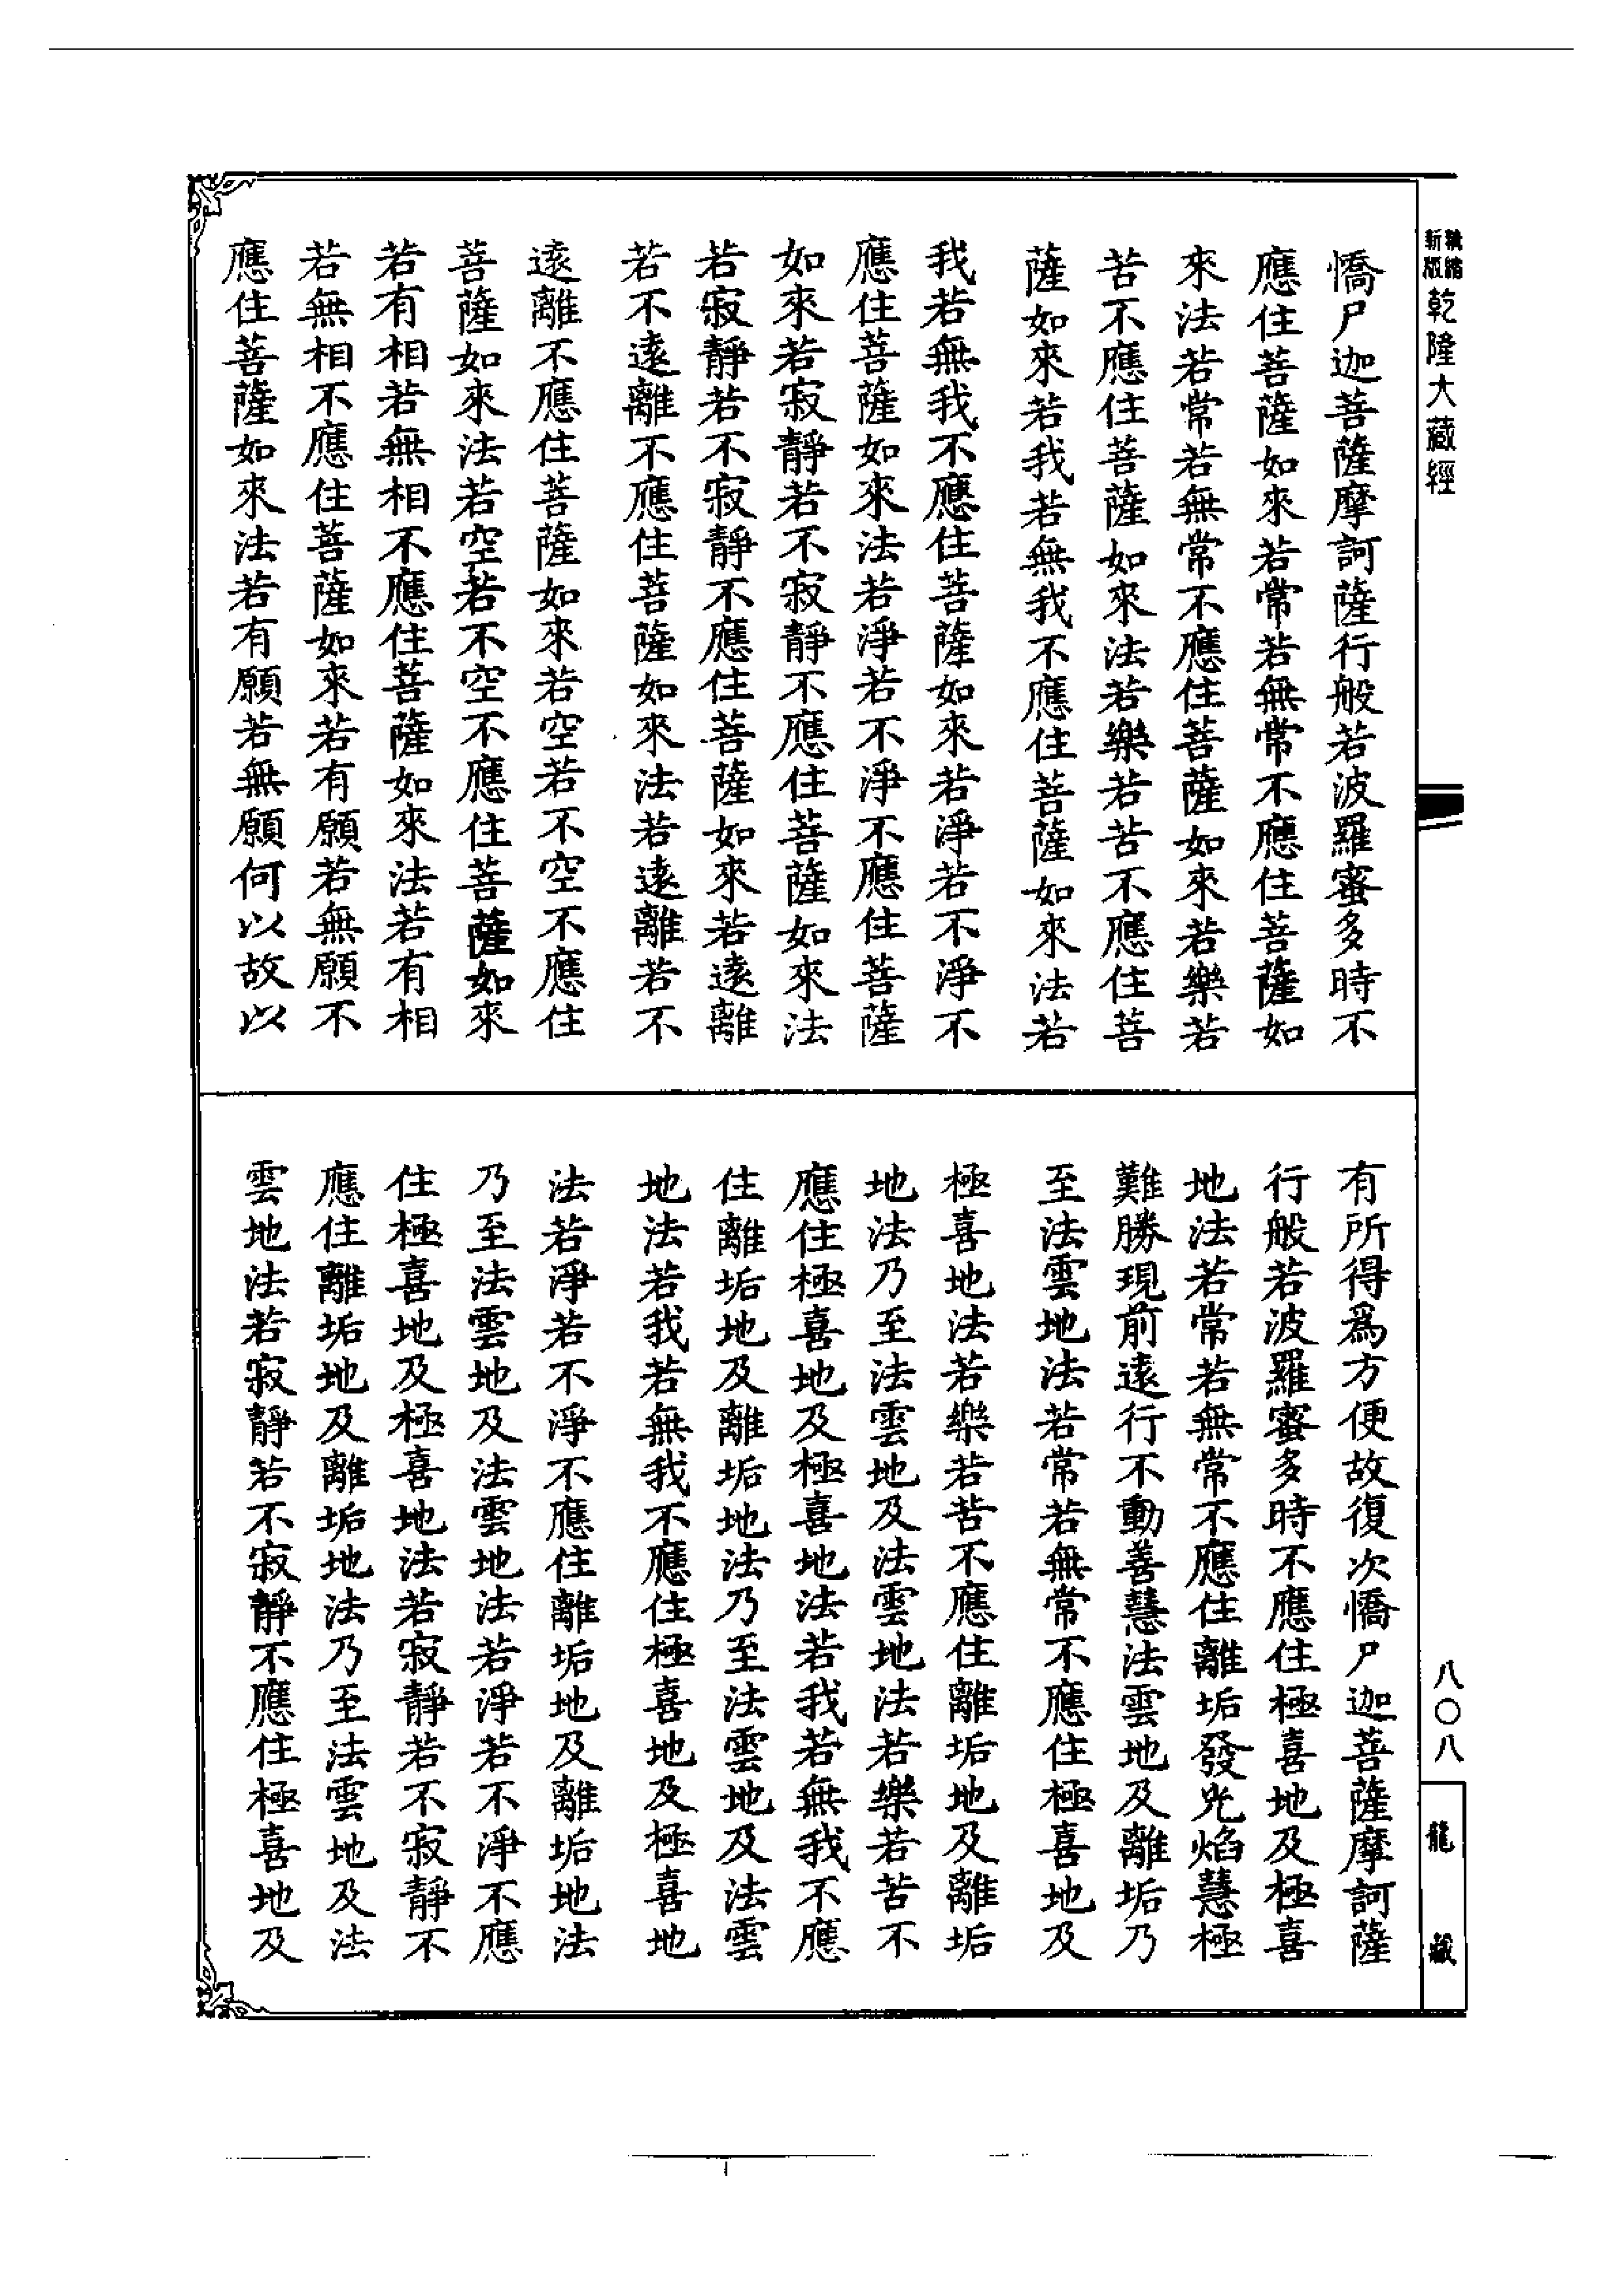 新版
乾隆大藏經
憍尸迦菩薩摩訶薩行般若波羅蜜多時不
應住菩薩如來若常若無常不應住菩薩如
來法若常若無常不應住菩薩如來若樂若
苦不應住菩薩如來法若樂若苦不應住菩
薩如來若我若無我不應住菩薩如來法若
我若無我不應住菩薩如來若淨若不淨不
應住菩薩如來法若淨若不淨不應住菩薩
如來若寂靜若不寂靜不應住菩薩如來法
若寂靜若不寂靜不應住菩薩如來若遠離
若不遠離不應住菩薩如來法若遠離若不
遠離不應住菩薩如來若空若不空不應住
菩薩如來法若空若不空不應住菩薩如來
若有相若無相不應住菩薩如來法若有相
若無相不應住菩薩如來若有願若無願不
應住菩薩如來法若有願若無願何以故以
有所得爲方便故復次憍尸迦菩薩摩訶薩
行般若波羅蜜多時不應住極喜地及極喜
地法若常若無常不應住離垢發光焰慧極
難勝現前遠行不動善慧法雲地及離垢乃
至法雲地法若常若無常不應住極喜地及
極喜地法若樂若苦不應住離垢地及離垢
地法乃至法雲地及法雲地法若樂若苦不
應住極喜地及極喜地法若我若無我不應
住離垢地及離垢地法乃至法雲地及法雲
地法若我若無我不應住極喜地及極喜地
法若淨若不淨不應住離垢地及離垢地法
乃至法雲地及法雲地法若淨若不淨不應
住極喜地及極喜地法若寂靜若不寂靜不
應住離垢地及離垢地法乃至法雲地及法
雲地法若寂靜若不寂靜不應住極喜地及
八〇八
龍藏